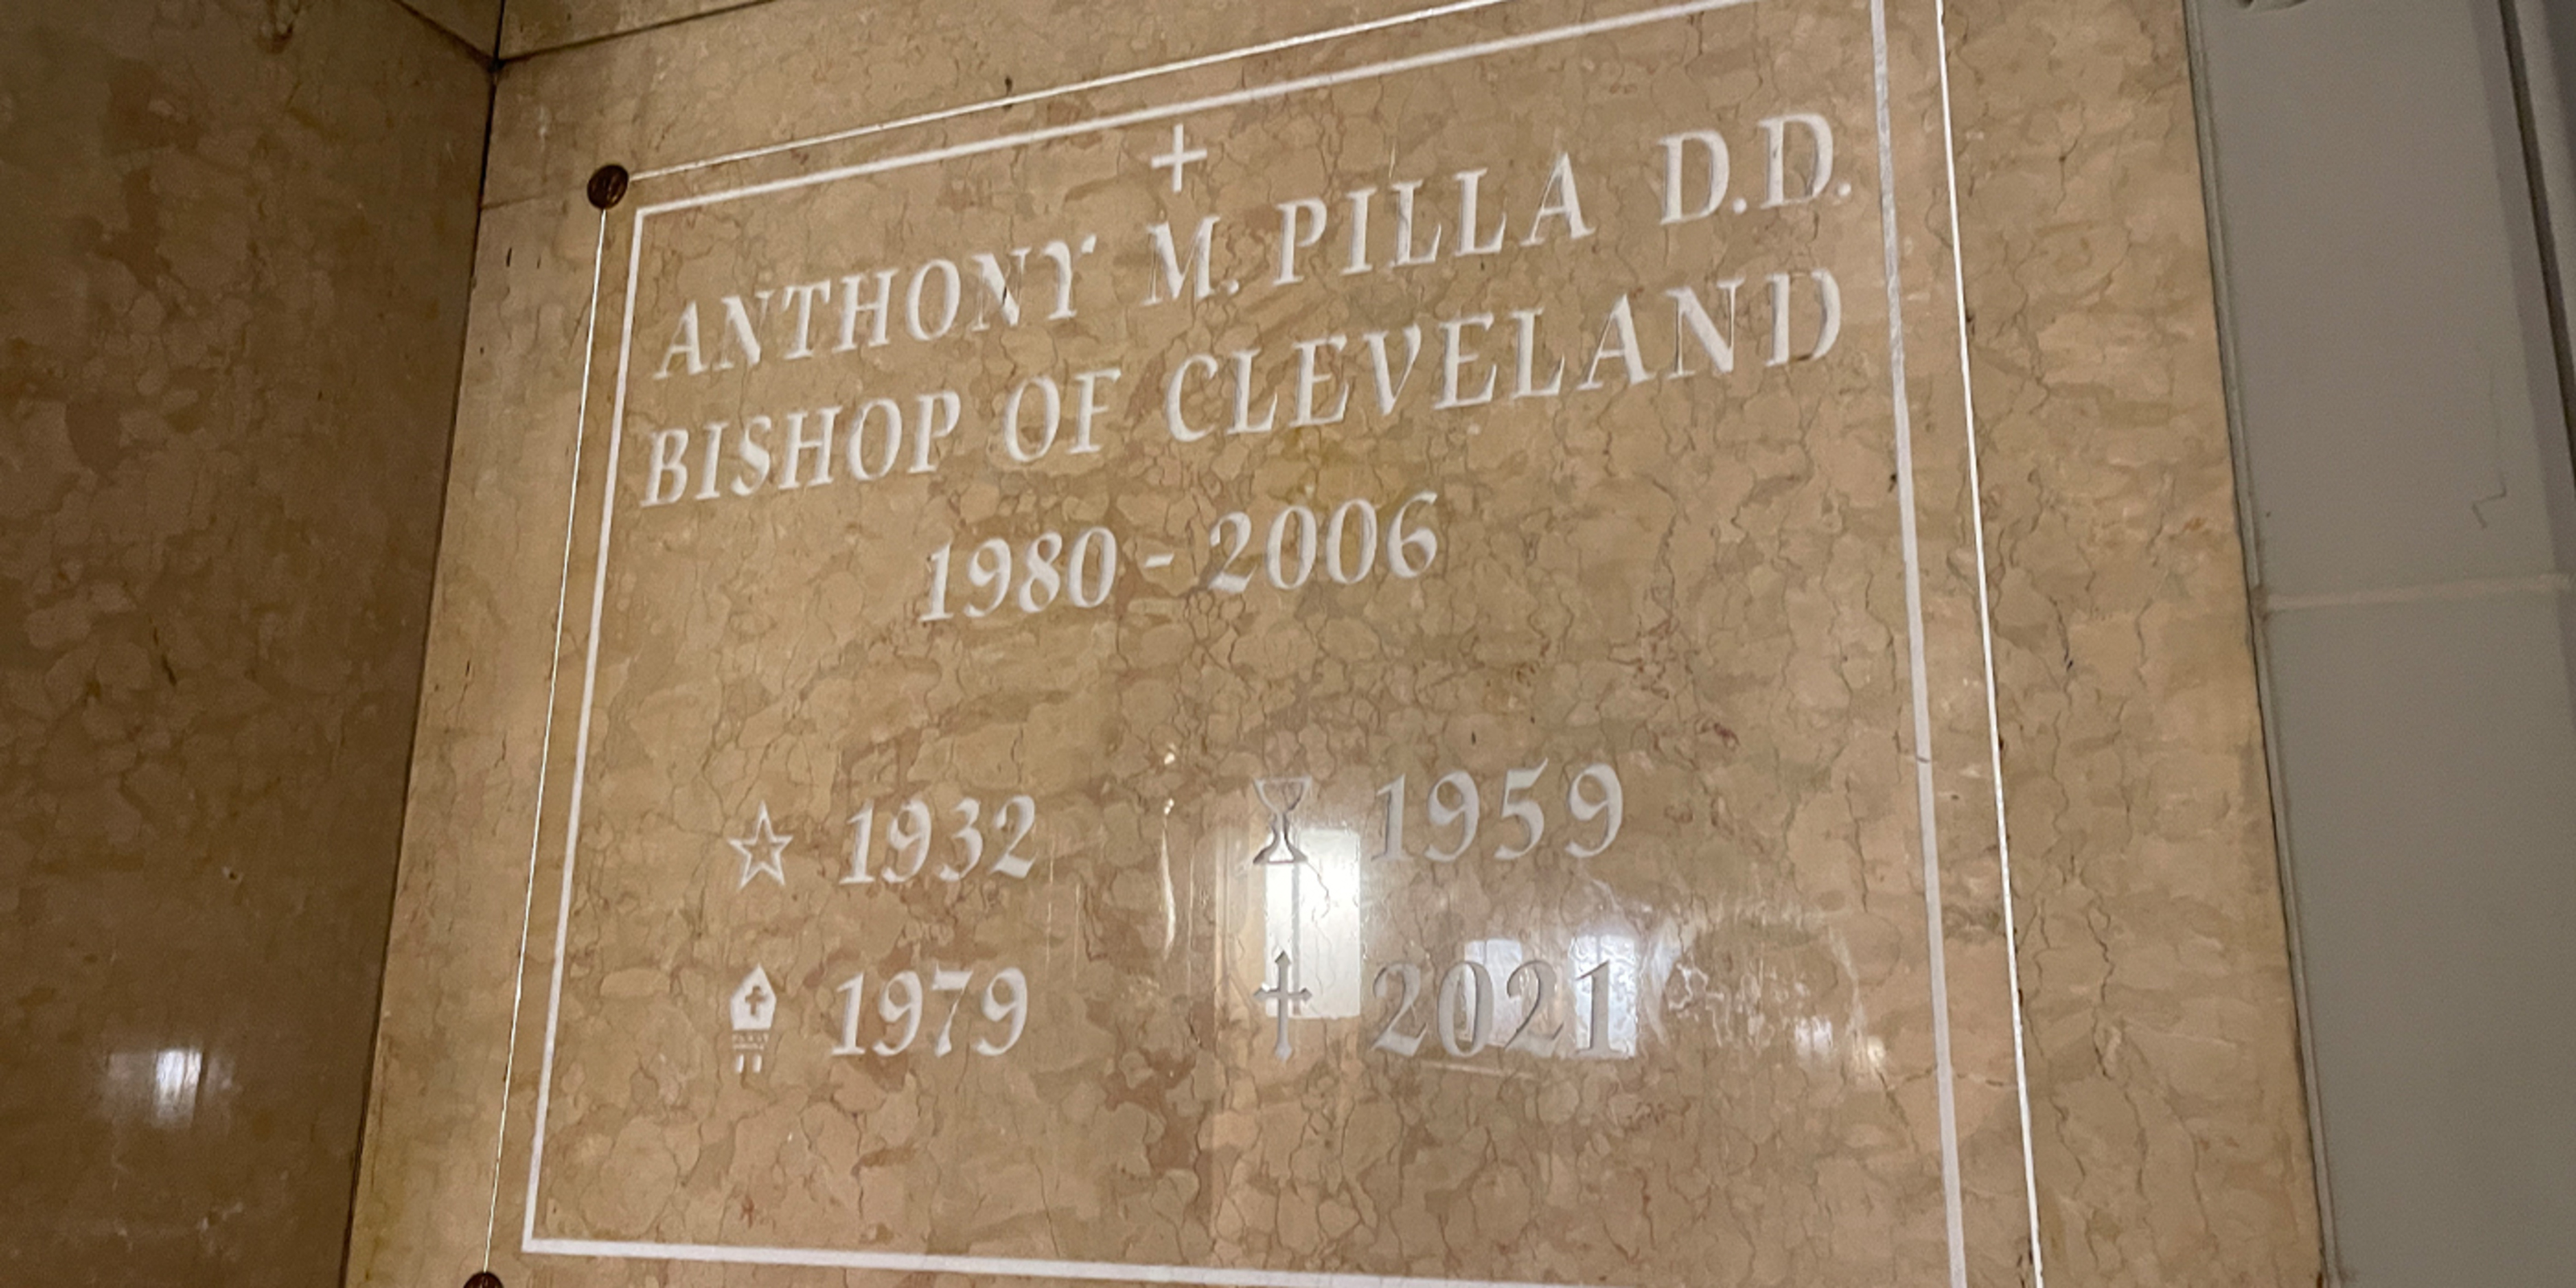 ANTHONY M. PILLA D.D.
BISHOP OF CLEVELAND
1980 - 2006
1932 1959
1979 2021